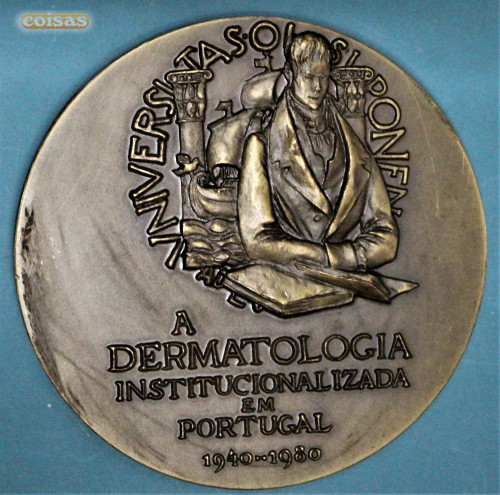 coisas
UNIVERSITAS·OLISIPONEN
A
DERMATOLOGIA
INSTITUCIONALIZADA
EM
PORTUGAL
1940--1980